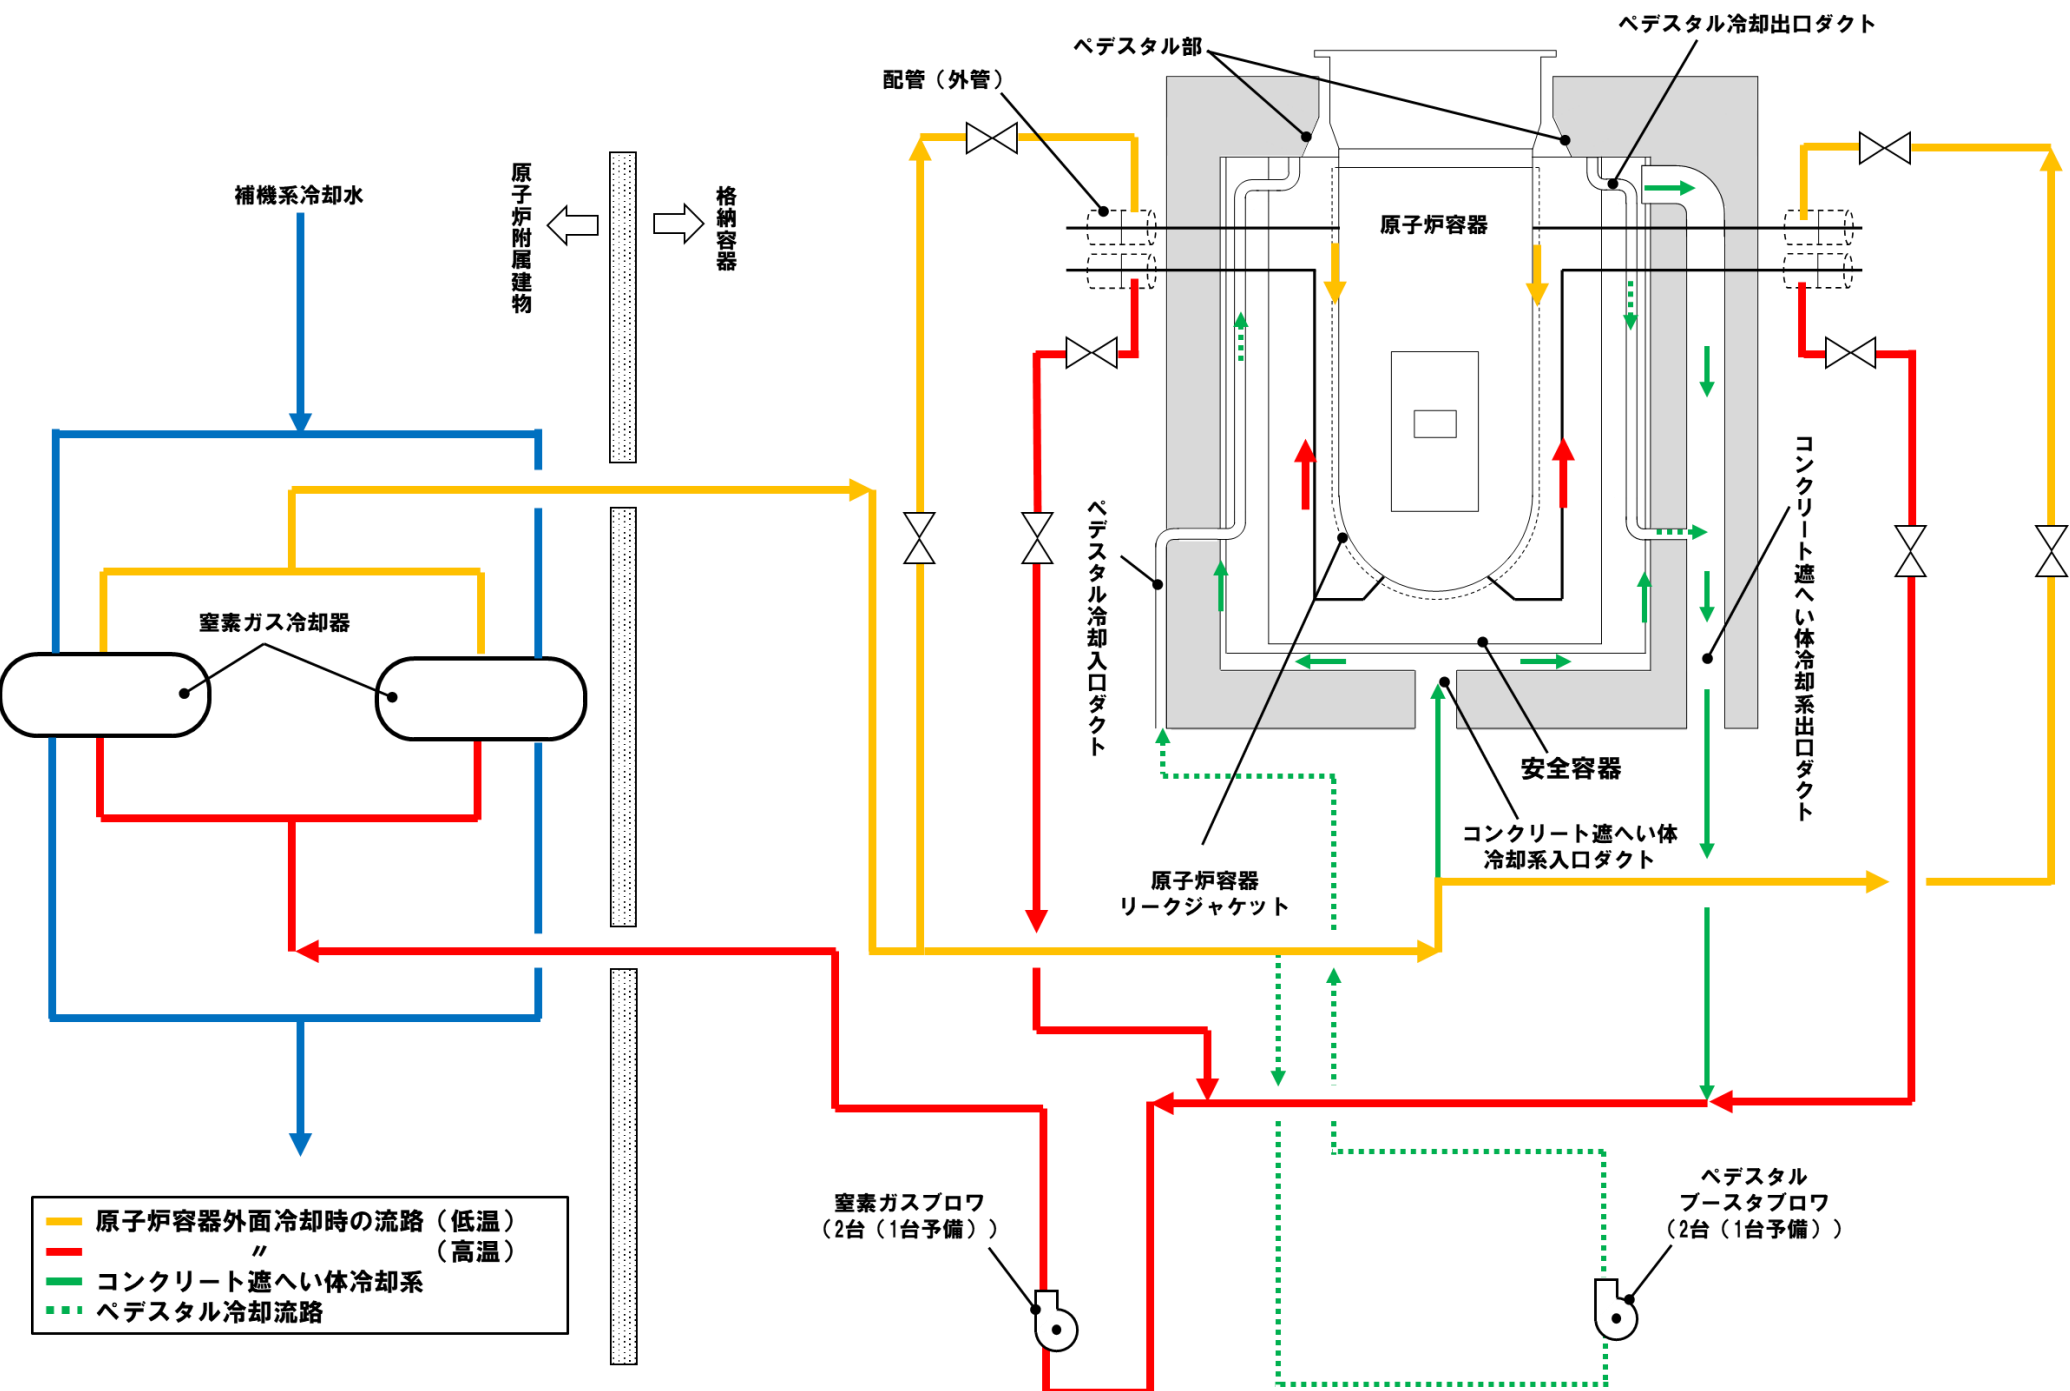 ペデスタル冷却出口ダクト
ペデスタル部
配管（外管）
補機系冷却水
原子炉附属建物
格納容器
原子炉容器
コンクリート遮へい体冷却系出口ダクト
ペデスタル冷却入口ダクト
窒素ガス冷却器
安全容器
コンクリート遮へい体
冷却系入口ダクト
原子炉容器
リークジャケット
窒素ガスブロワ
（2台（1台予備））
ペデスタル
ブースタブロワ
（2台（1台予備））
原子炉容器外面冷却時の流路（低温）
〃（高温）
コンクリート遮へい体冷却系
ペデスタル冷却流路